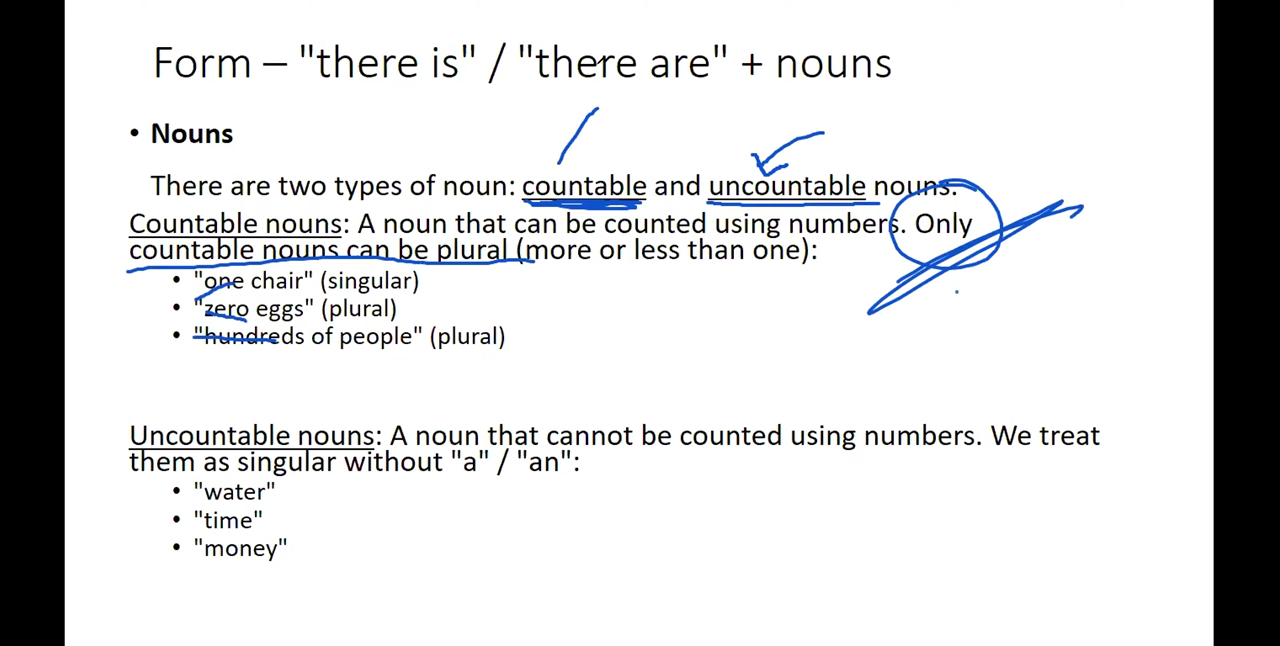 Form – "there is" / "there are" + nouns
• Nouns
There are two types of noun: countable and uncountable nouns.
Countable nouns: A noun that can be counted using numbers. Only
countable nouns can be plural (more or less than one):
• "one chair" (singular)
• "zero eggs" (plural)
• "hundreds of people" (plural)
Uncountable nouns: A noun that cannot be counted using numbers. We treat
them as singular without "a" / "an":
• "water"
• "time"
• "money"